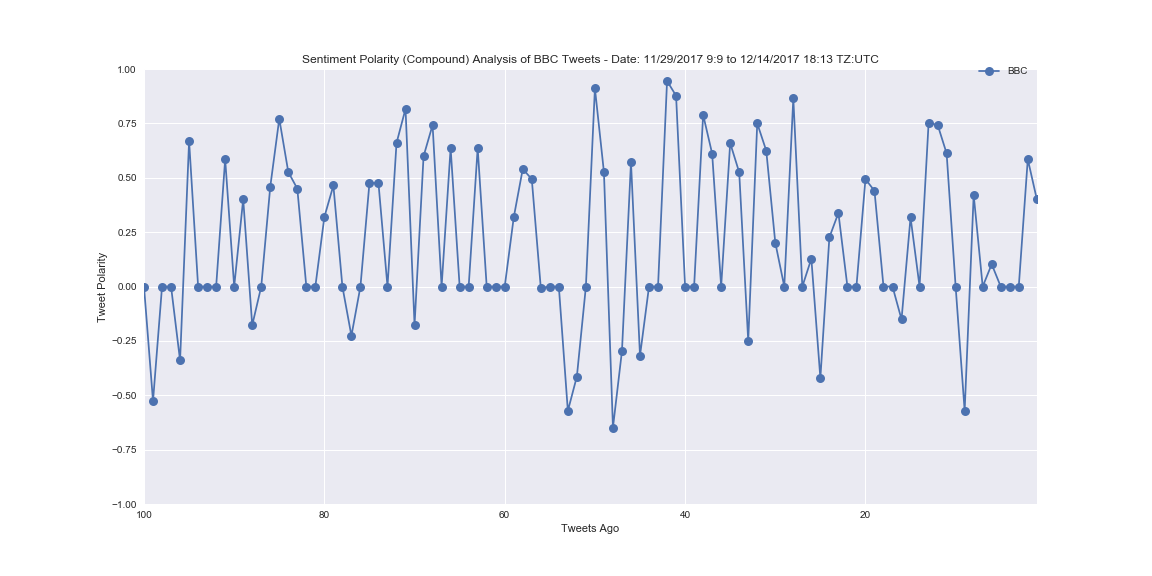 Sentiment Polarity (Compound) Analysis of BBC Tweets - Date: 11/29/2017 9:9 to 12/14/2017 18:13 TZ:UTC
BBC
1.00
0.75
0.50
0.25
0.00
−0.25
−0.50
−0.75
−1.00
Tweet Polarity
100 80 60 40 20
Tweets Ago